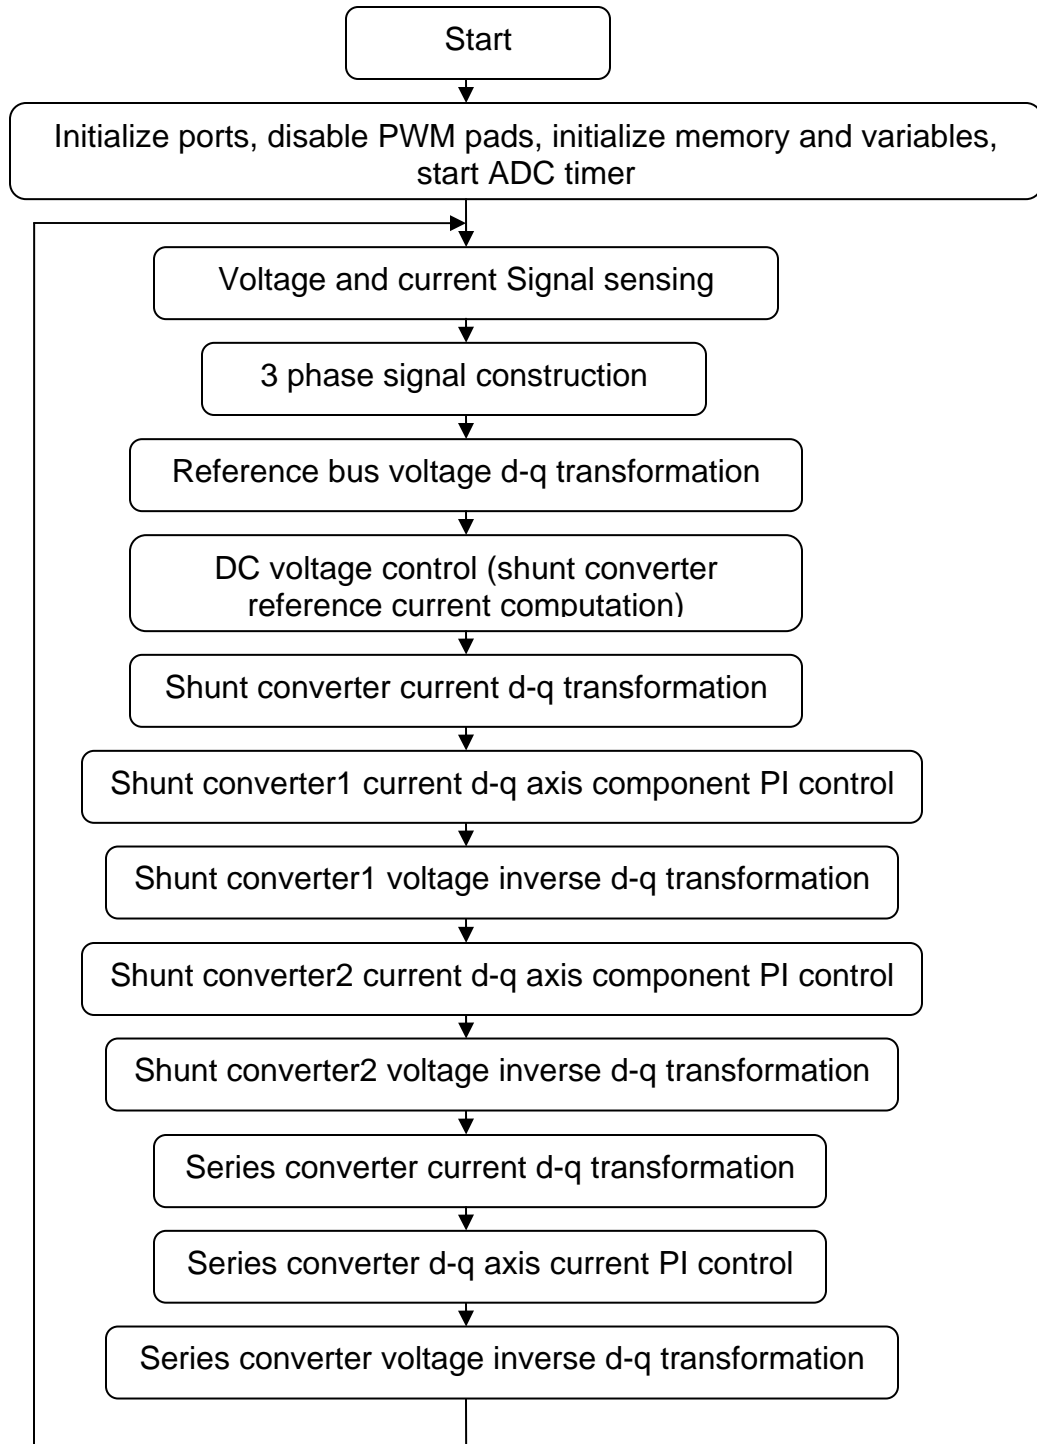 Start
Initialize ports, disable PWM pads, initialize memory and variables,
start ADC timer
Voltage and current Signal sensing
3 phase signal construction
Reference bus voltage d-q transformation
DC voltage control (shunt converter
reference current computation)
Shunt converter current d-q transformation
Shunt converter1 current d-q axis component PI control
Shunt converter1 voltage inverse d-q transformation
Shunt converter2 current d-q axis component PI control
Shunt converter2 voltage inverse d-q transformation
Series converter current d-q transformation
Series converter d-q axis current PI control
Series converter voltage inverse d-q transformation